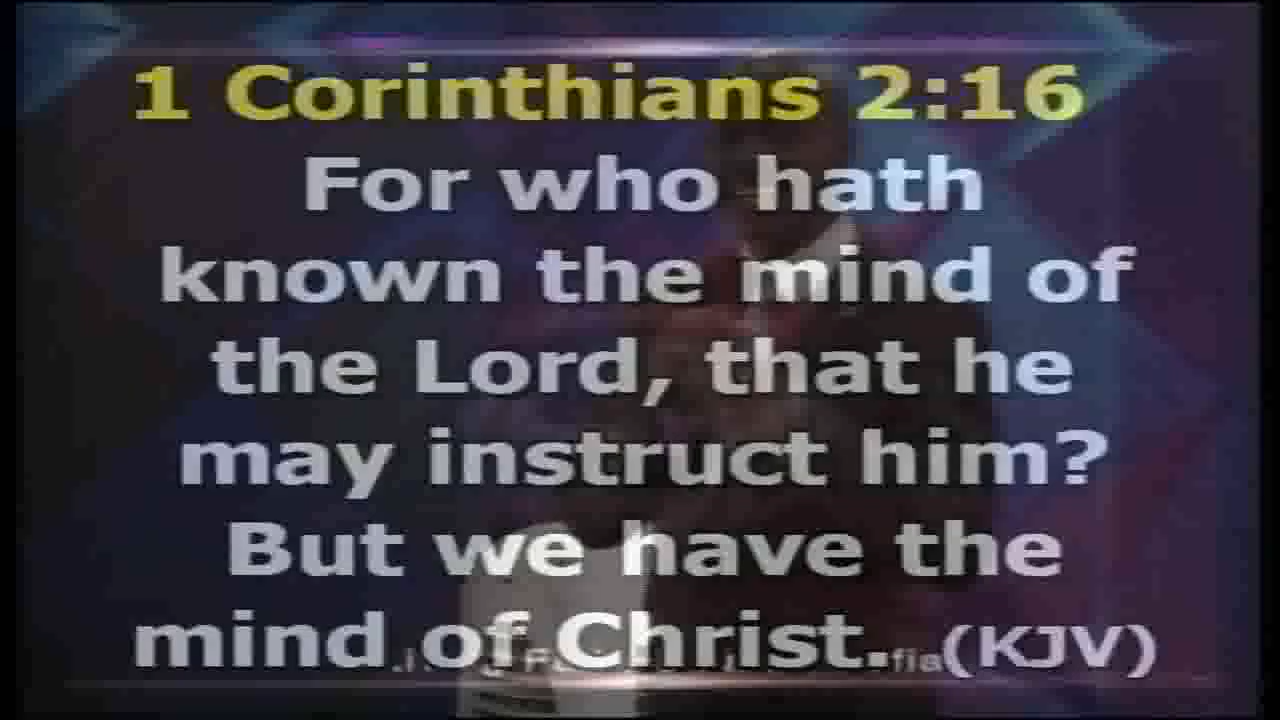 1 Corinthians 2:16
For who hath
known the mind of
the Lord, that he
may instruct him?
But we have the
mind of Christ. (KJV)